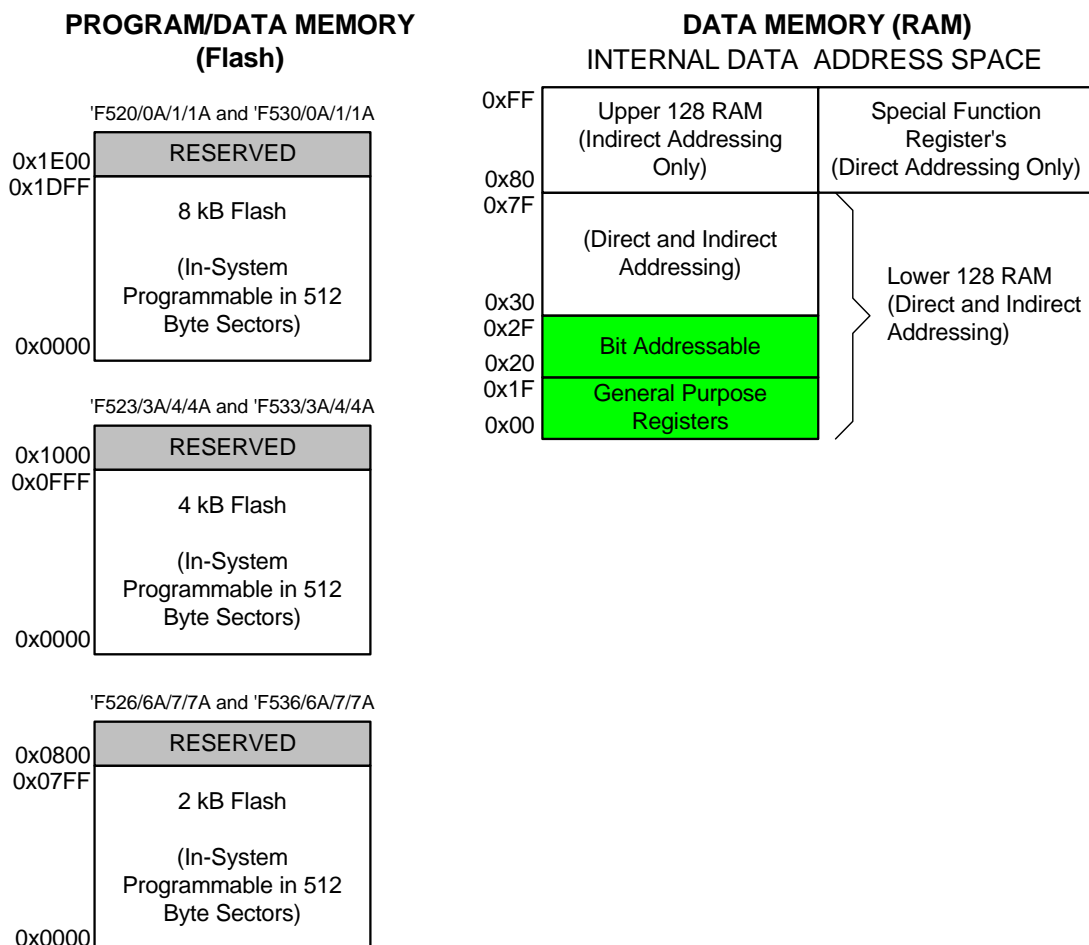 PROGRAM/DATA MEMORY
(Flash)
'F520/0A/1/1A and 'F530/0A/1/1A
RESERVED
0x1E00
0x1DFF
8 kB Flash
(In-System
Programmable in 512
Byte Sectors)
0x0000
'F523/3A/4/4A and 'F533/3A/4/4A
RESERVED
0x1000
0x0FFF
4 kB Flash
(In-System
Programmable in 512
Byte Sectors)
0x0000
'F526/6A/7/7A and 'F536/6A/7/7A
RESERVED
0x0800
0x07FF
2 kB Flash
(In-System
Programmable in 512
Byte Sectors)
0x0000
DATA MEMORY (RAM)
INTERNAL DATA ADDRESS SPACE
0xFF
Upper 128 RAM
(Indirect Addressing
Only)
0x80
Special Function
Register's
(Direct Addressing Only)
0x7F
(Direct and Indirect
Addressing)
0x30
0x2F
Bit Addressable
0x20
0x1F
General Purpose
Registers
0x00
Lower 128 RAM
(Direct and Indirect
Addressing)